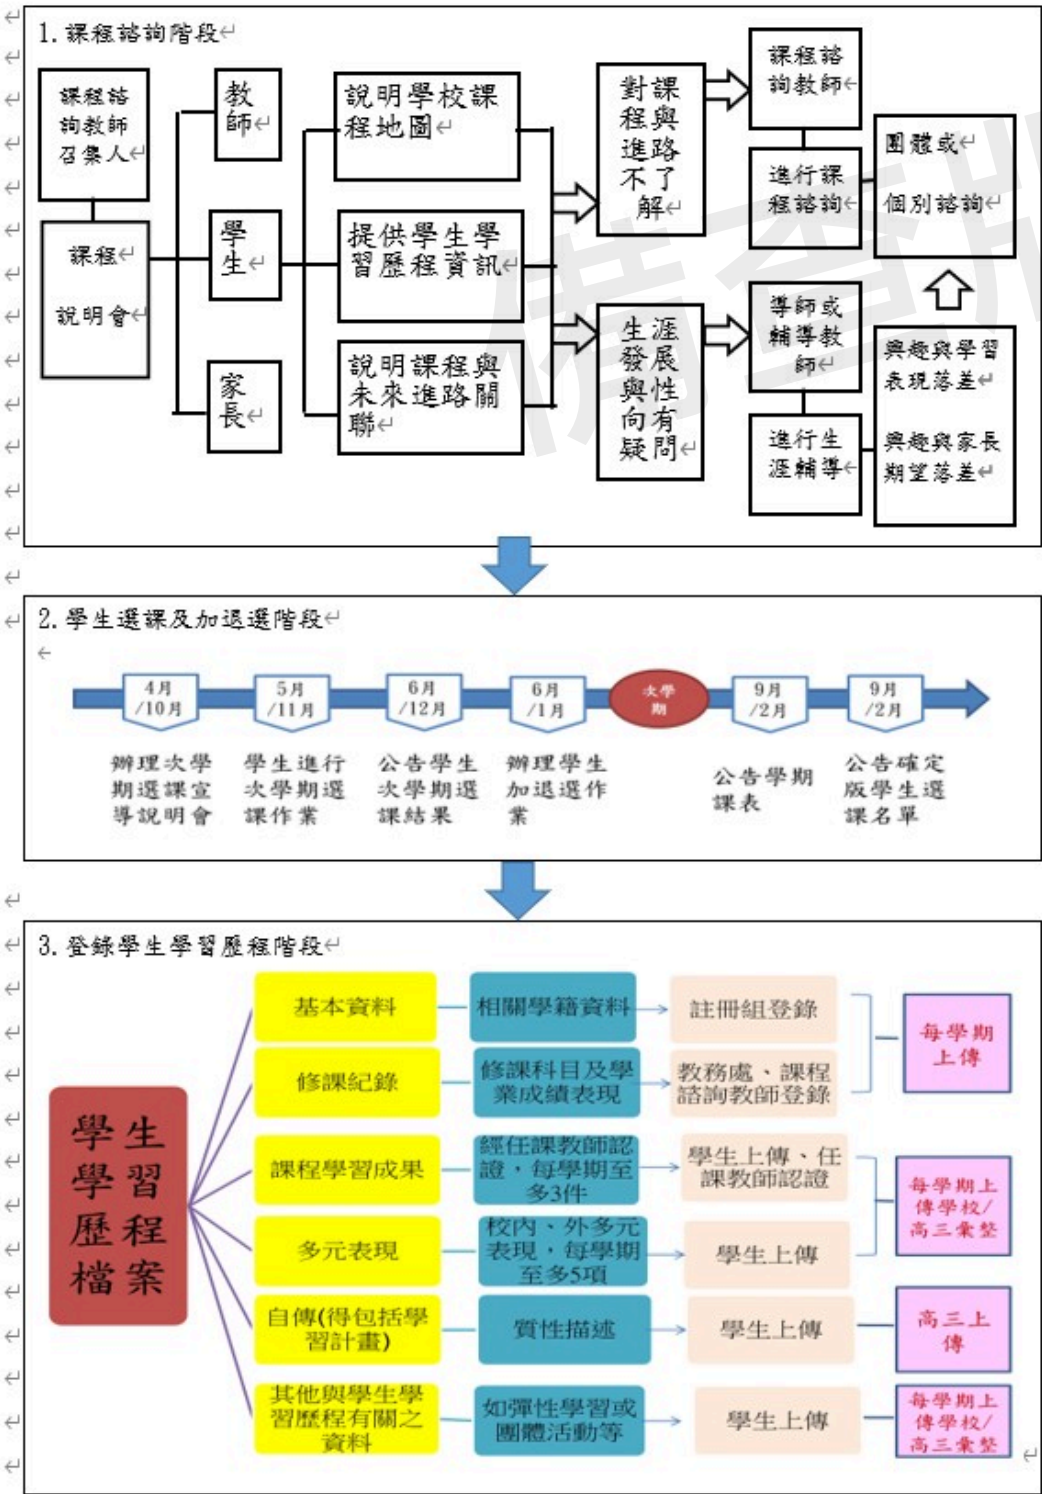 1.課程諮詢階段
課程諮
詢教師
召集人
課程
說明會
教
師
學
生
家
長
說明學校課
程地圖
提供學生學
習歷程資訊
說明課程與
未來進路關
聯
對課
程與
進路
不了
解
生涯
發展
與性
向有
疑問
課程諮
詢教師
進行課
程諮詢
團體或
個別諮詢
導師或
輔導教
師
進行生
涯輔導
興趣與學習
表現落差
興趣與家長
期望落差
備查版
2.學生選課及加退選階段
4月
/10月
辦理次學
期選課宣
導說明會
5月
/11月
學生進行
次學期選
課作業
6月
/12月
公告學生
次學期選
課結果
6月
/1月
辦理學生
加退選作
業
次學
期
9月
/2月
公告學期
課表
9月
/2月
公告確定
版學生選
課名單
3.登錄學生學習歷程階段
學生
學習
歷程
檔案
基本資料
相關學籍資料
註冊組登錄
修課紀錄
修課科目及學
業成績表現
教務處、課程
諮詢教師登錄
每學期
上傳
課程學習成果
經任課教師認
證，每學期至
多3件
學生上傳、任
課教師認證
多元表現
校內、外多元
表現，每學期
至多5項
學生上傳
每學期上
傳學校/
高三彙整
自傳(得包括學
習計畫)
質性描述
學生上傳
高三上
傳
其他與學生學
習歷程有關之
資料
如彈性學習或
團體活動等
學生上傳
每學期上
傳學校/
高三彙整